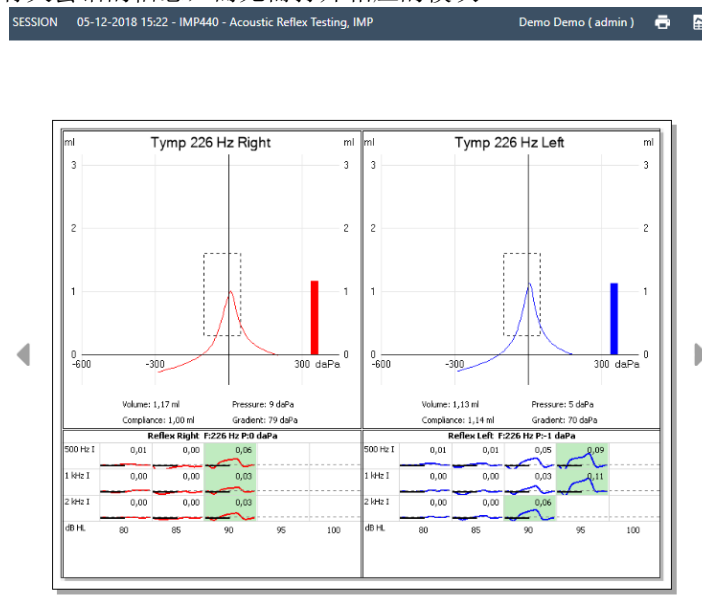 SESSION 05-12-2018 15:22 - IMP440 - Acoustic Reflex Testing, IMP Demo Demo ( admin )
ml Tymp 226 Hz Right ml
3 3
2 2
1 1
0 0
-600 -300 300 daPa
Volume: 1,17 ml Pressure: 9 daPa
Compliance: 1,00 ml Gradient: 79 daPa
ml Tymp 226 Hz Left ml
3 3
2 2
1 1
0 0
-600 -300 300 daPa
Volume: 1,13 ml Pressure: 5 daPa
Compliance: 1,14 ml Gradient: 70 daPa
Reflex Right F:226 Hz P:0 daPa
500 Hz I 0,01 0,00 0,06
1 kHz I 0,00 0,00 0,03
2 kHz I 0,00 0,00 0,03
dB HL 80 85 90 95 100
Reflex Left F:226 Hz P:-1 daPa
500 Hz I 0,01 0,01 0,05 0,09
1 kHz I 0,00 0,00 0,03 0,11
2 kHz I 0,00 0,00 0,06
dB HL 80 85 90 95 100